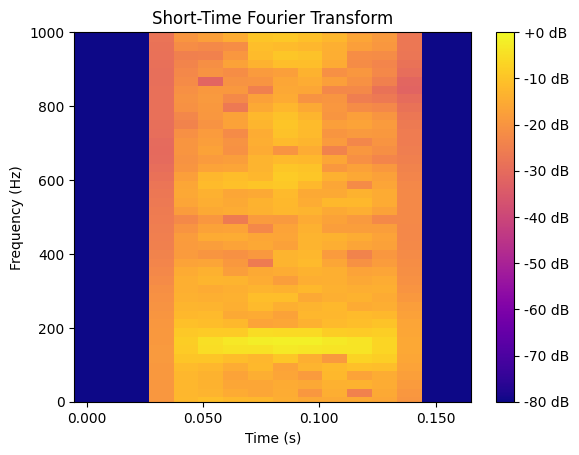 Short-Time Fourier Transform
1000
800
600
400
200
0
Frequency (Hz)
0.000
0.050
0.100
0.150
Time (s)
+0 dB
-10 dB
-20 dB
-30 dB
-40 dB
-50 dB
-60 dB
-70 dB
-80 dB